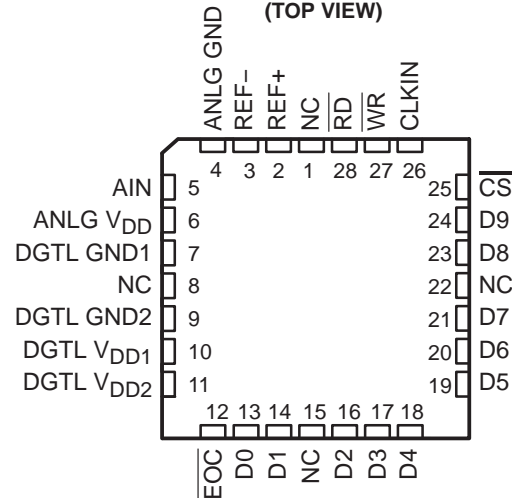 (TOP VIEW)
ANLG GND
REF−
REF+
NC
RD
WR
CLKIN
4 3 2 1 28 27 26
AIN 5
ANLG VDD 6
DGTL GND1 7
NC 8
DGTL GND2 9
DGTL VDD1 10
DGTL VDD2 11
25 CS
24 D9
23 D8
22 NC
21 D7
20 D6
19 D5
12 13 14 15 16 17 18
EOC
D0
D1
NC
D2
D3
D4